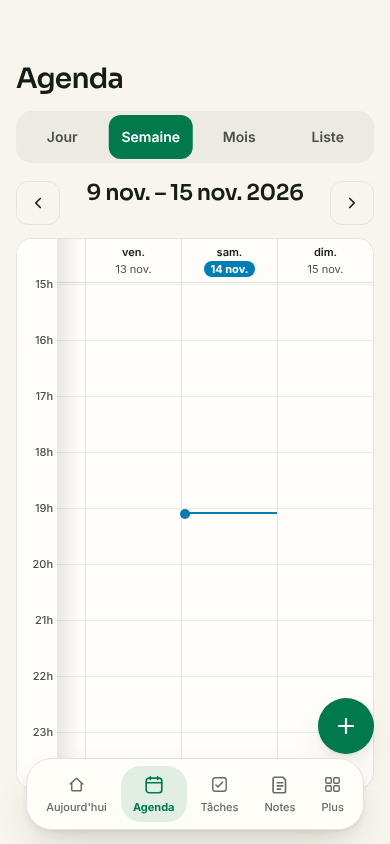 Agenda
Jour Semaine Mois Liste
9 nov. – 15 nov. 2026
ven. sam. dim.
13 nov. 14 nov. 15 nov.
15h
16h
17h
18h
19h
20h
21h
22h
23h
Aujourd'hui Agenda Tâches Notes Plus